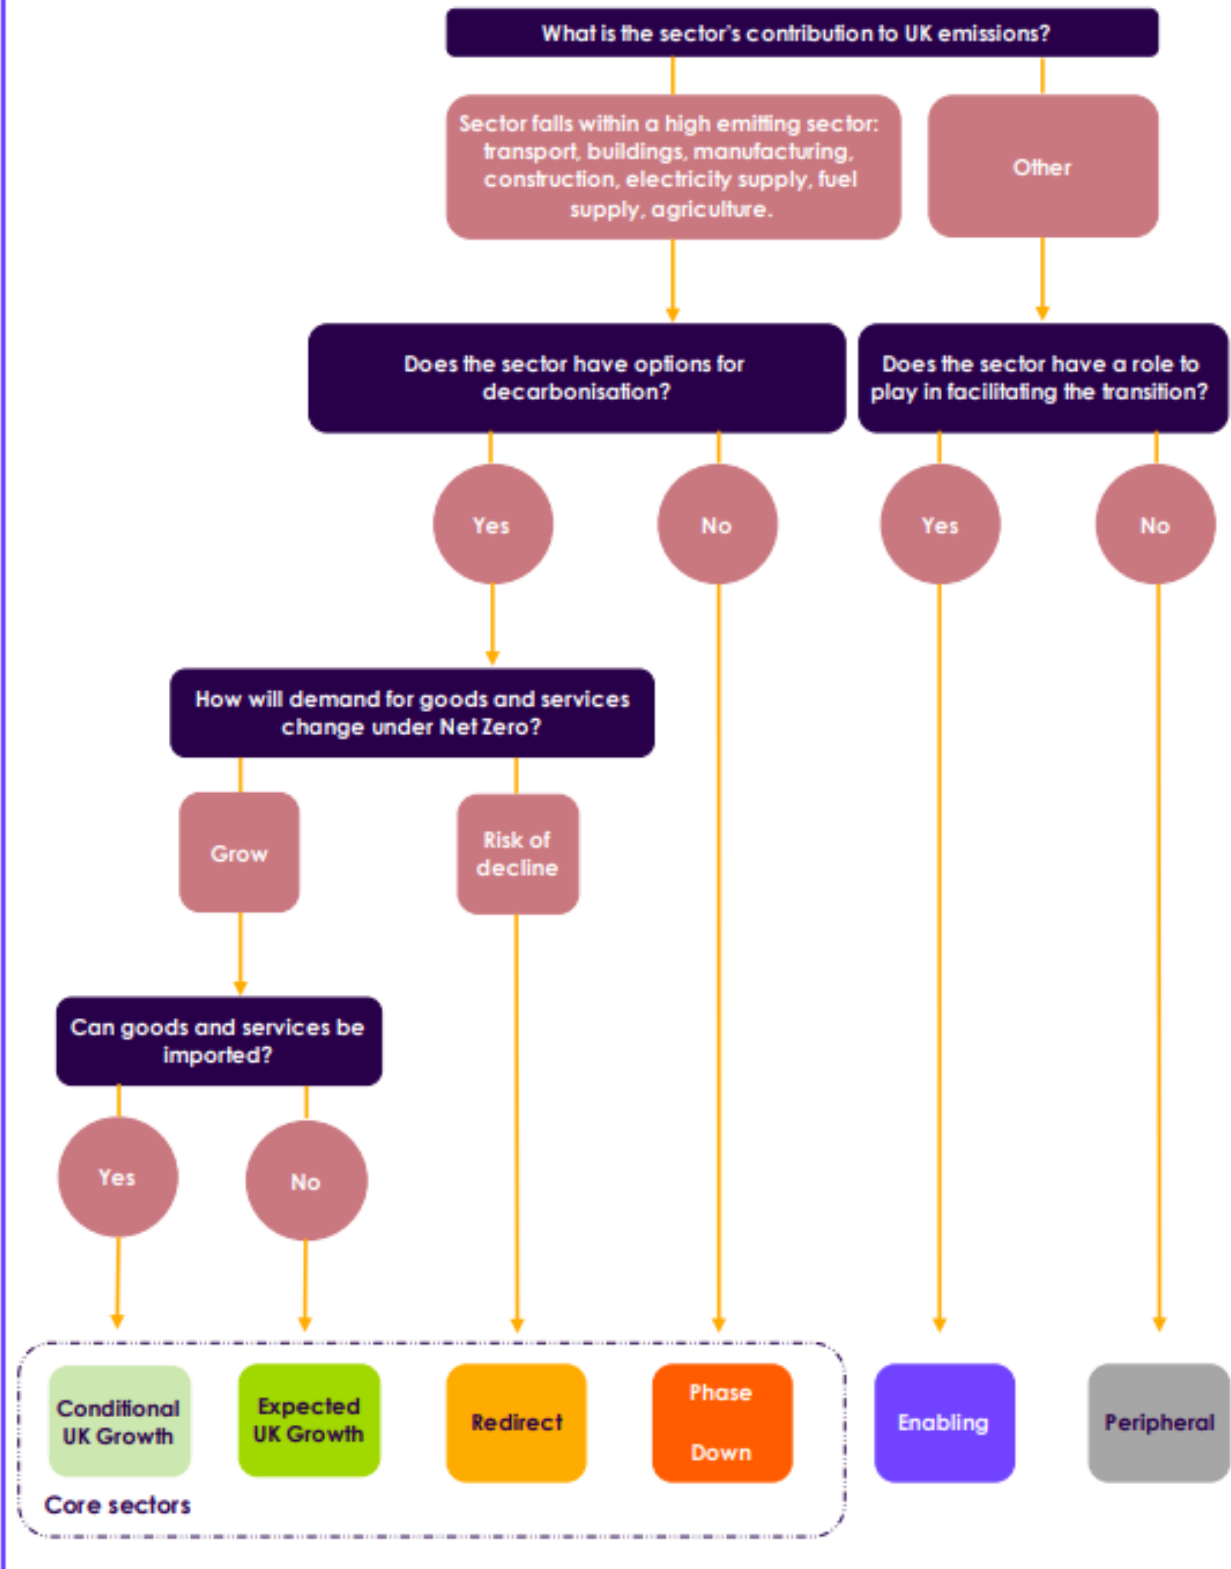 What is the sector's contribution to UK emissions?
Sector falls within a high emitting sector:
transport, buildings, manufacturing,
construction, electricity supply, fuel
supply, agriculture.
Other
Does the sector have options for
decarbonisation?
Does the sector have a role to
play in facilitating the transition?
Yes
No
Yes
No
How will demand for goods and services
change under Net Zero?
Grow
Risk of
decline
Can goods and services be
imported?
Yes
No
Conditional
UK Growth
Expected
UK Growth
Redirect
Phase
Down
Enabling
Peripheral
Core sectors